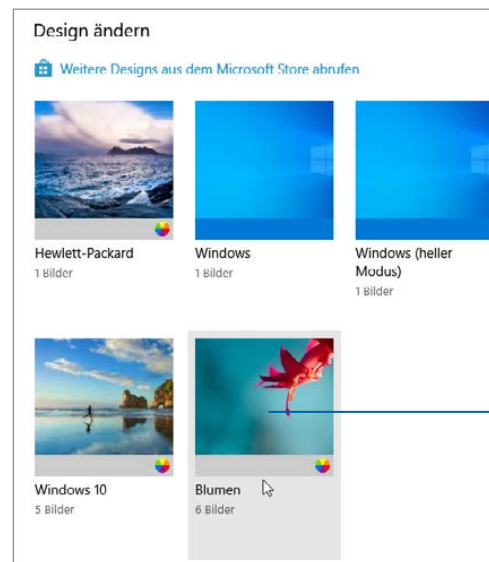 Design ändern
Weitere Designs aus dem Microsoft Store abrufen
Hewlett-Packard
1 Bilder
Windows
1 Bilder
Windows (heller
Modus)
1 Bilder
Windows 10
5 Bilder
Blumen
6 Bilder